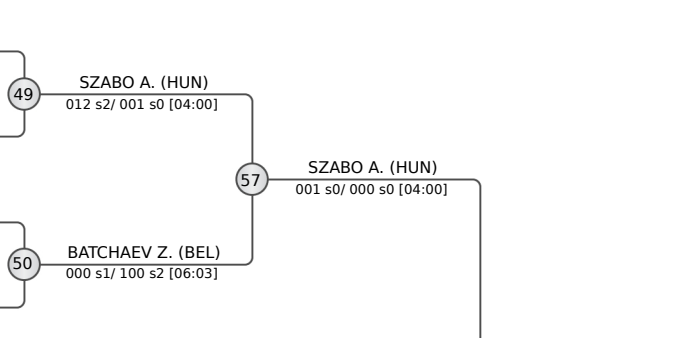 49
SZABO A. (HUN)
012 s2/ 001 s0 [04:00]
57
SZABO A. (HUN)
001 s0/ 000 s0 [04:00]
50
BATCHAEV Z. (BEL)
000 s1/ 100 s2 [06:03]